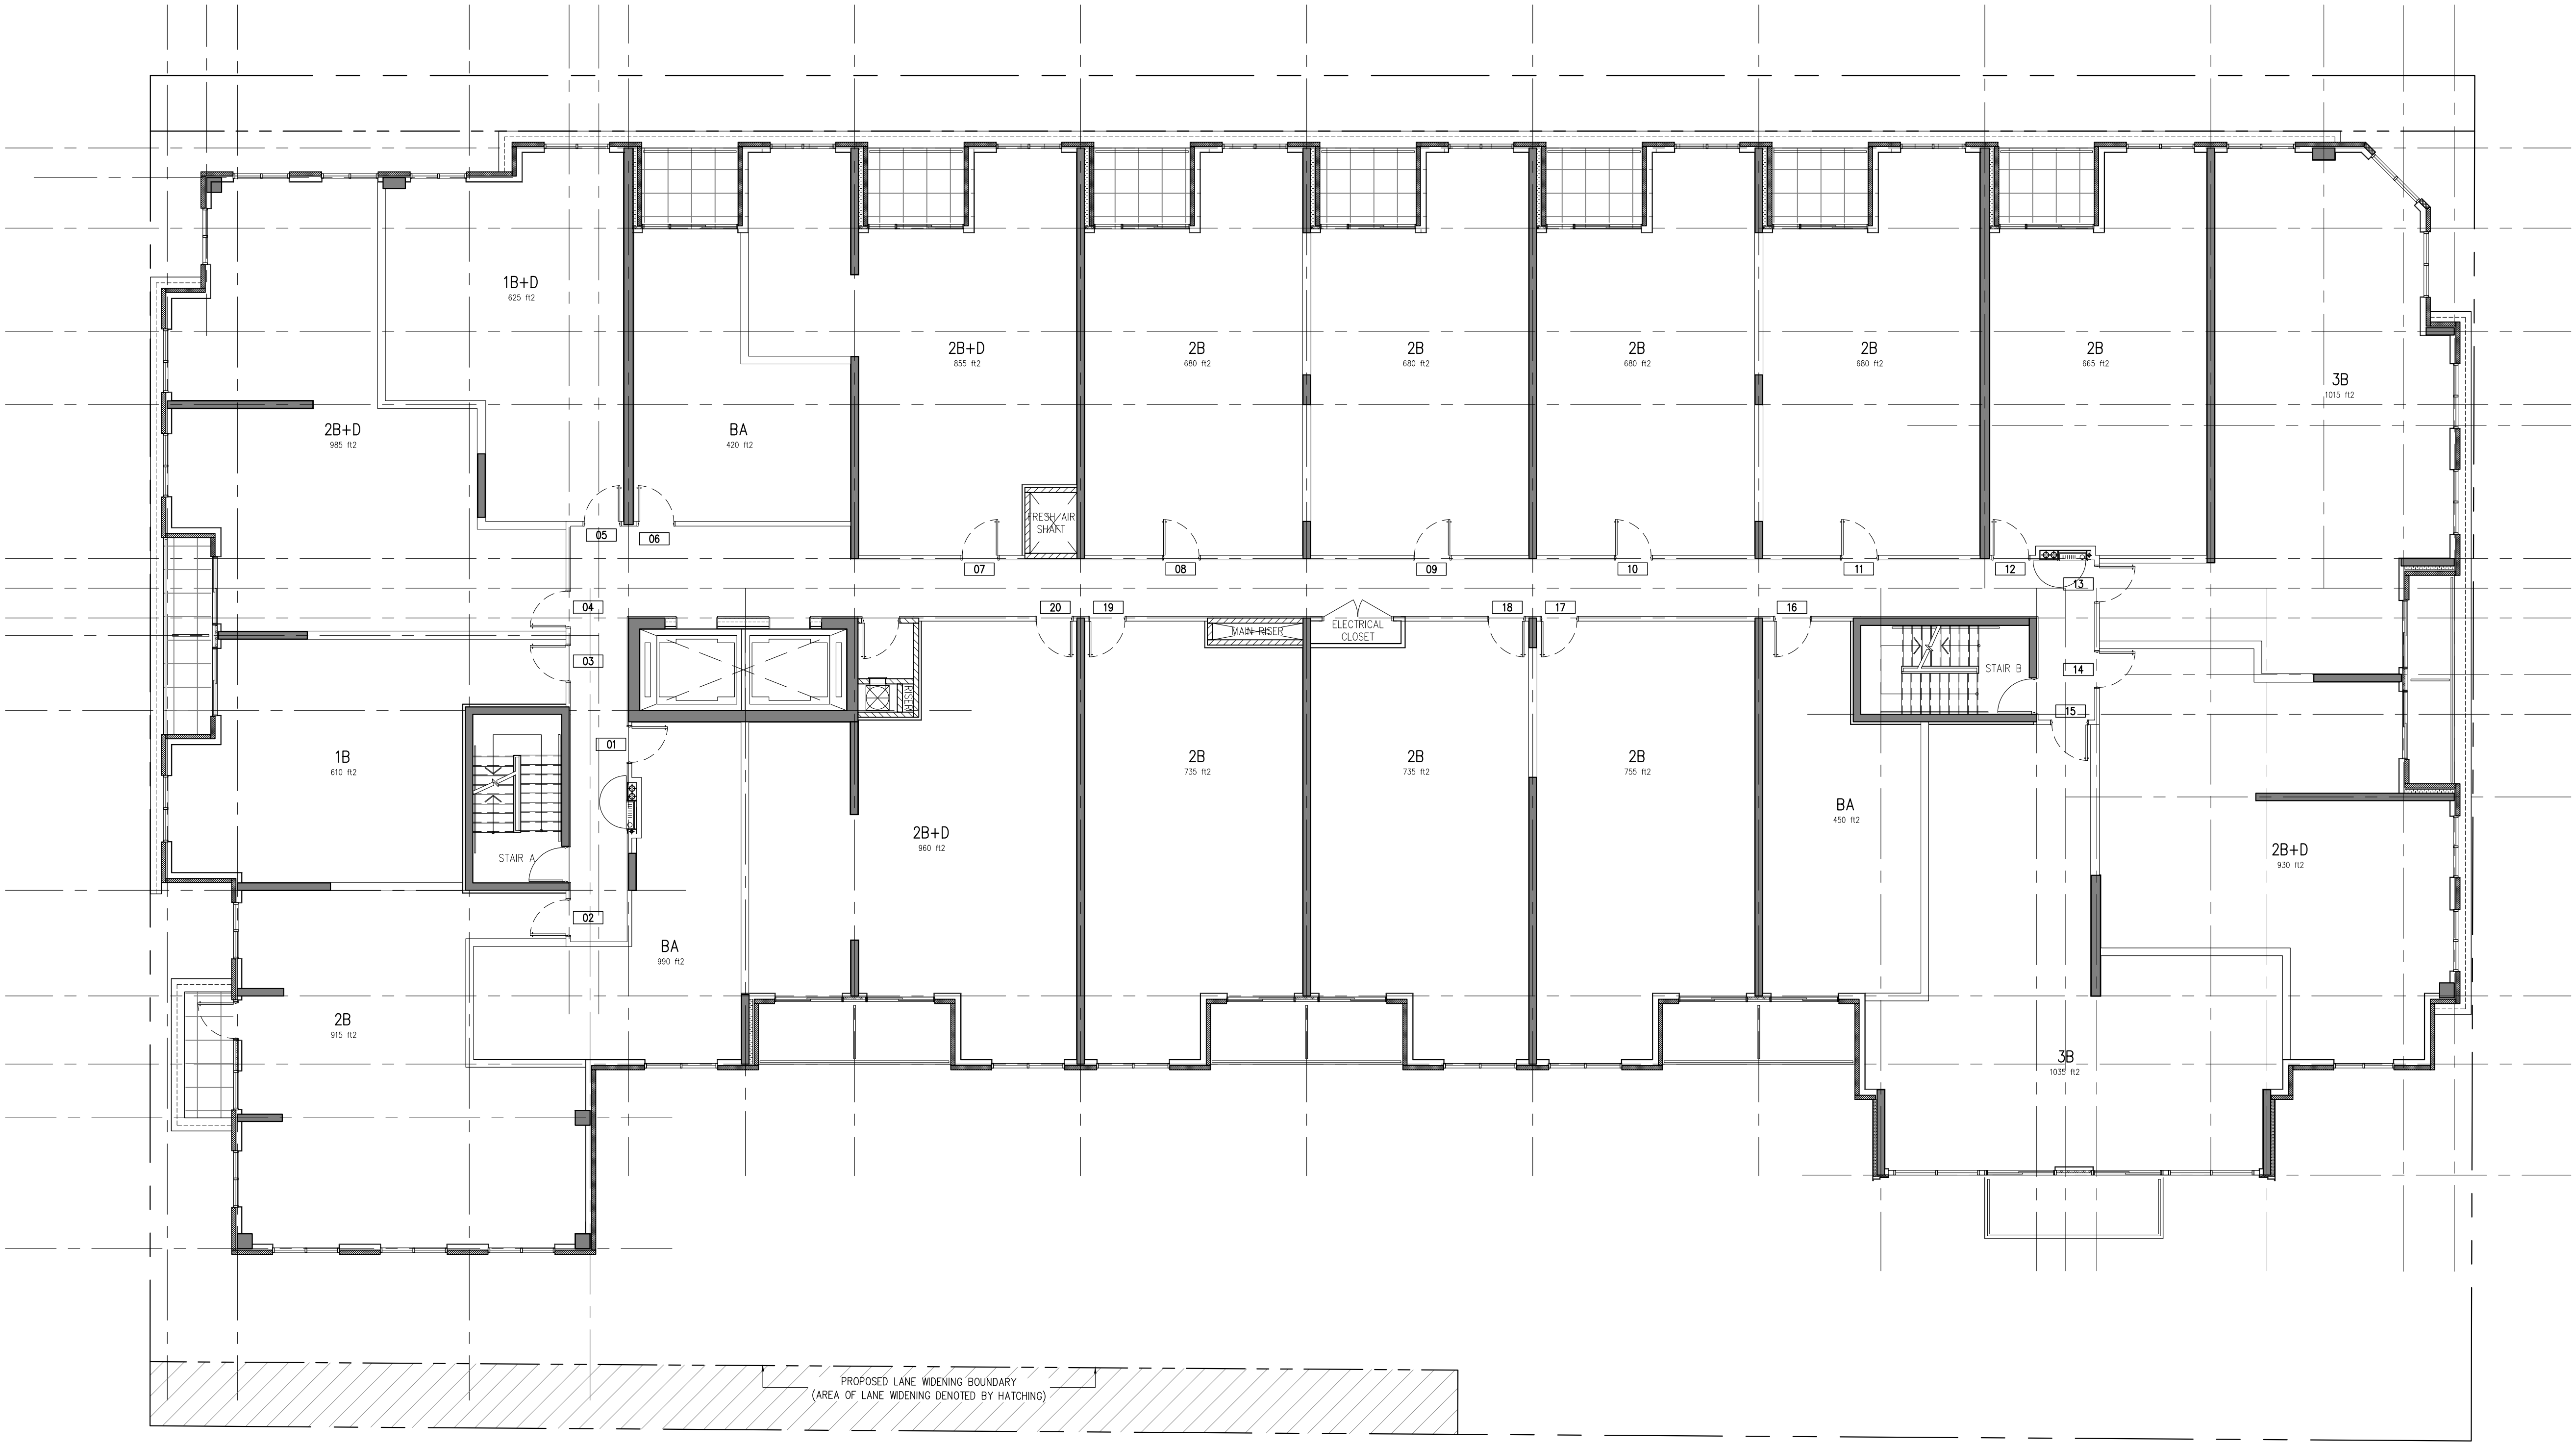 1B+D
625 ft2
2B+D
855 ft2
2B
680 ft2
2B
680 ft2
2B
680 ft2
2B
680 ft2
2B
665 ft2
3B
1015 ft2
2B+D
985 ft2
BA
420 ft2
FRESH/AIR
SHAFT
05
06
07
08
09
10
11
12
13
04
20
19
18
17
16
MAIN RISER
ELECTRICAL
CLOSET
03
STAIR B
14
RISER
15
01
1B
610 ft2
2B
735 ft2
2B
735 ft2
2B
755 ft2
BA
450 ft2
2B+D
960 ft2
2B+D
930 ft2
STAIR A
02
BA
990 ft2
2B
915 ft2
3B
1035 ft2
PROPOSED LANE WIDENING BOUNDARY
(AREA OF LANE WIDENING DENOTED BY HATCHING)